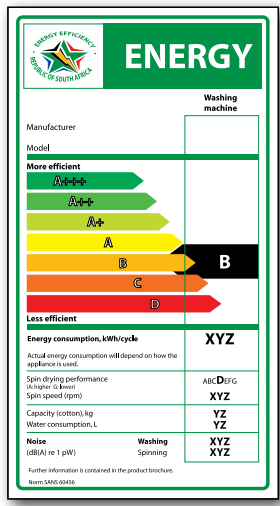 ENERGY EFFICIENCY
REPUBLIC OF SOUTH AFRICA
ENERGY
Washing
machine
Manufacturer
Model
More efficient
A+++
A++
A+
A
B
B
C
D
Less efficient
Energy consumption, kWh/cycle XYZ
Actual energy consumption will depend on how the
appliance is used.
Spin drying performance ABCDEFG
(A: higher G: lower)
Spin speed (rpm) XYZ
Capacity (cotton), kg YZ
Water consumption, L YZ
Noise Washing XYZ
(dB(A) re 1 pW) Spinning XYZ
Further information is contained in the product brochure.
Norm SANS 60456